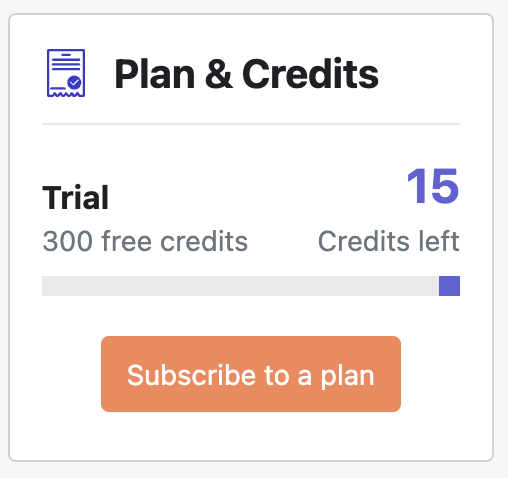 Plan & Credits
Trial
15
300 free credits
Credits left
Subscribe to a plan